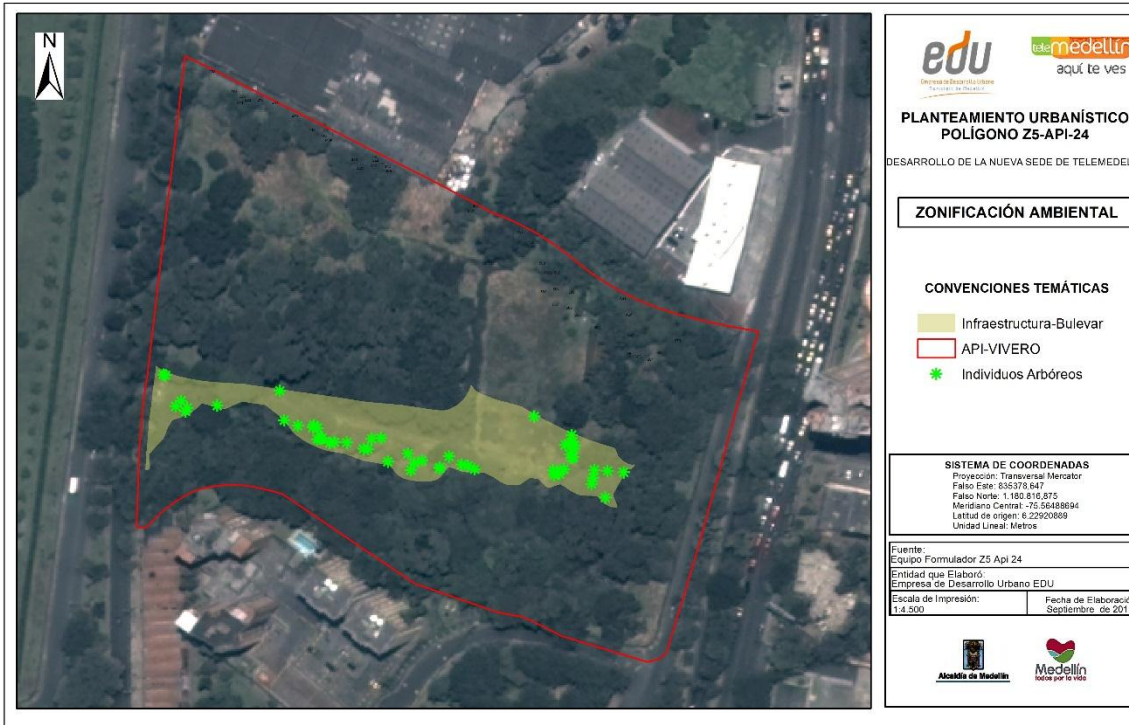 N
edu
Empresa de Desarrollo Urbano
telemedellín
aquí te ves
PLANTEAMIENTO URBANÍSTICO
POLÍGONO Z5-API-24
DESARROLLO DE LA NUEVA SEDE DE TELEMEDEL
ZONIFICACIÓN AMBIENTAL
CONVENCIONES TEMÁTICAS
Infraestructura-Bulevar
API-VIVERO
Individuos Arbóreos
SISTEMA DE COORDENADAS
Proyección: Transversal Mercator
Falso Este: 835378,647
Falso Norte: 1.180.816,875
Meridiano Central: -75.56488694
Latitud de origen: 6.22920889
Unidad Lineal: Metros
Fuente:
Equipo Formulador Z5 Api 24
Entidad que Elaboró:
Empresa de Desarrollo Urbano EDU
Escala de Impresión:
1:4.500
Fecha de Elaboració
Septiembre de 201
Alcaldía de Medellín
Medellín
todos por la vida